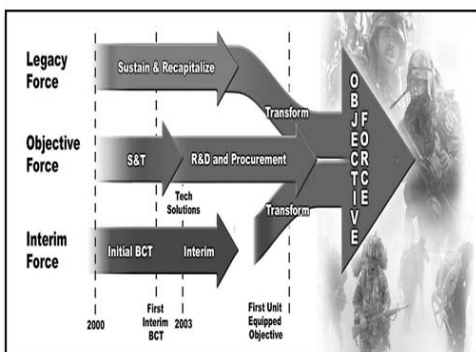 Legacy
Force
Sustain & Recapitalize
Transform
Objective
Force
S&T
R&D and Procurement
OBJECTIVE
FORCE
Tech
Solutions
Transform
Interim
Force
Initial BCT
Interim
2000
First
Interim
BCT
2003
First Unit
Equipped
Objective